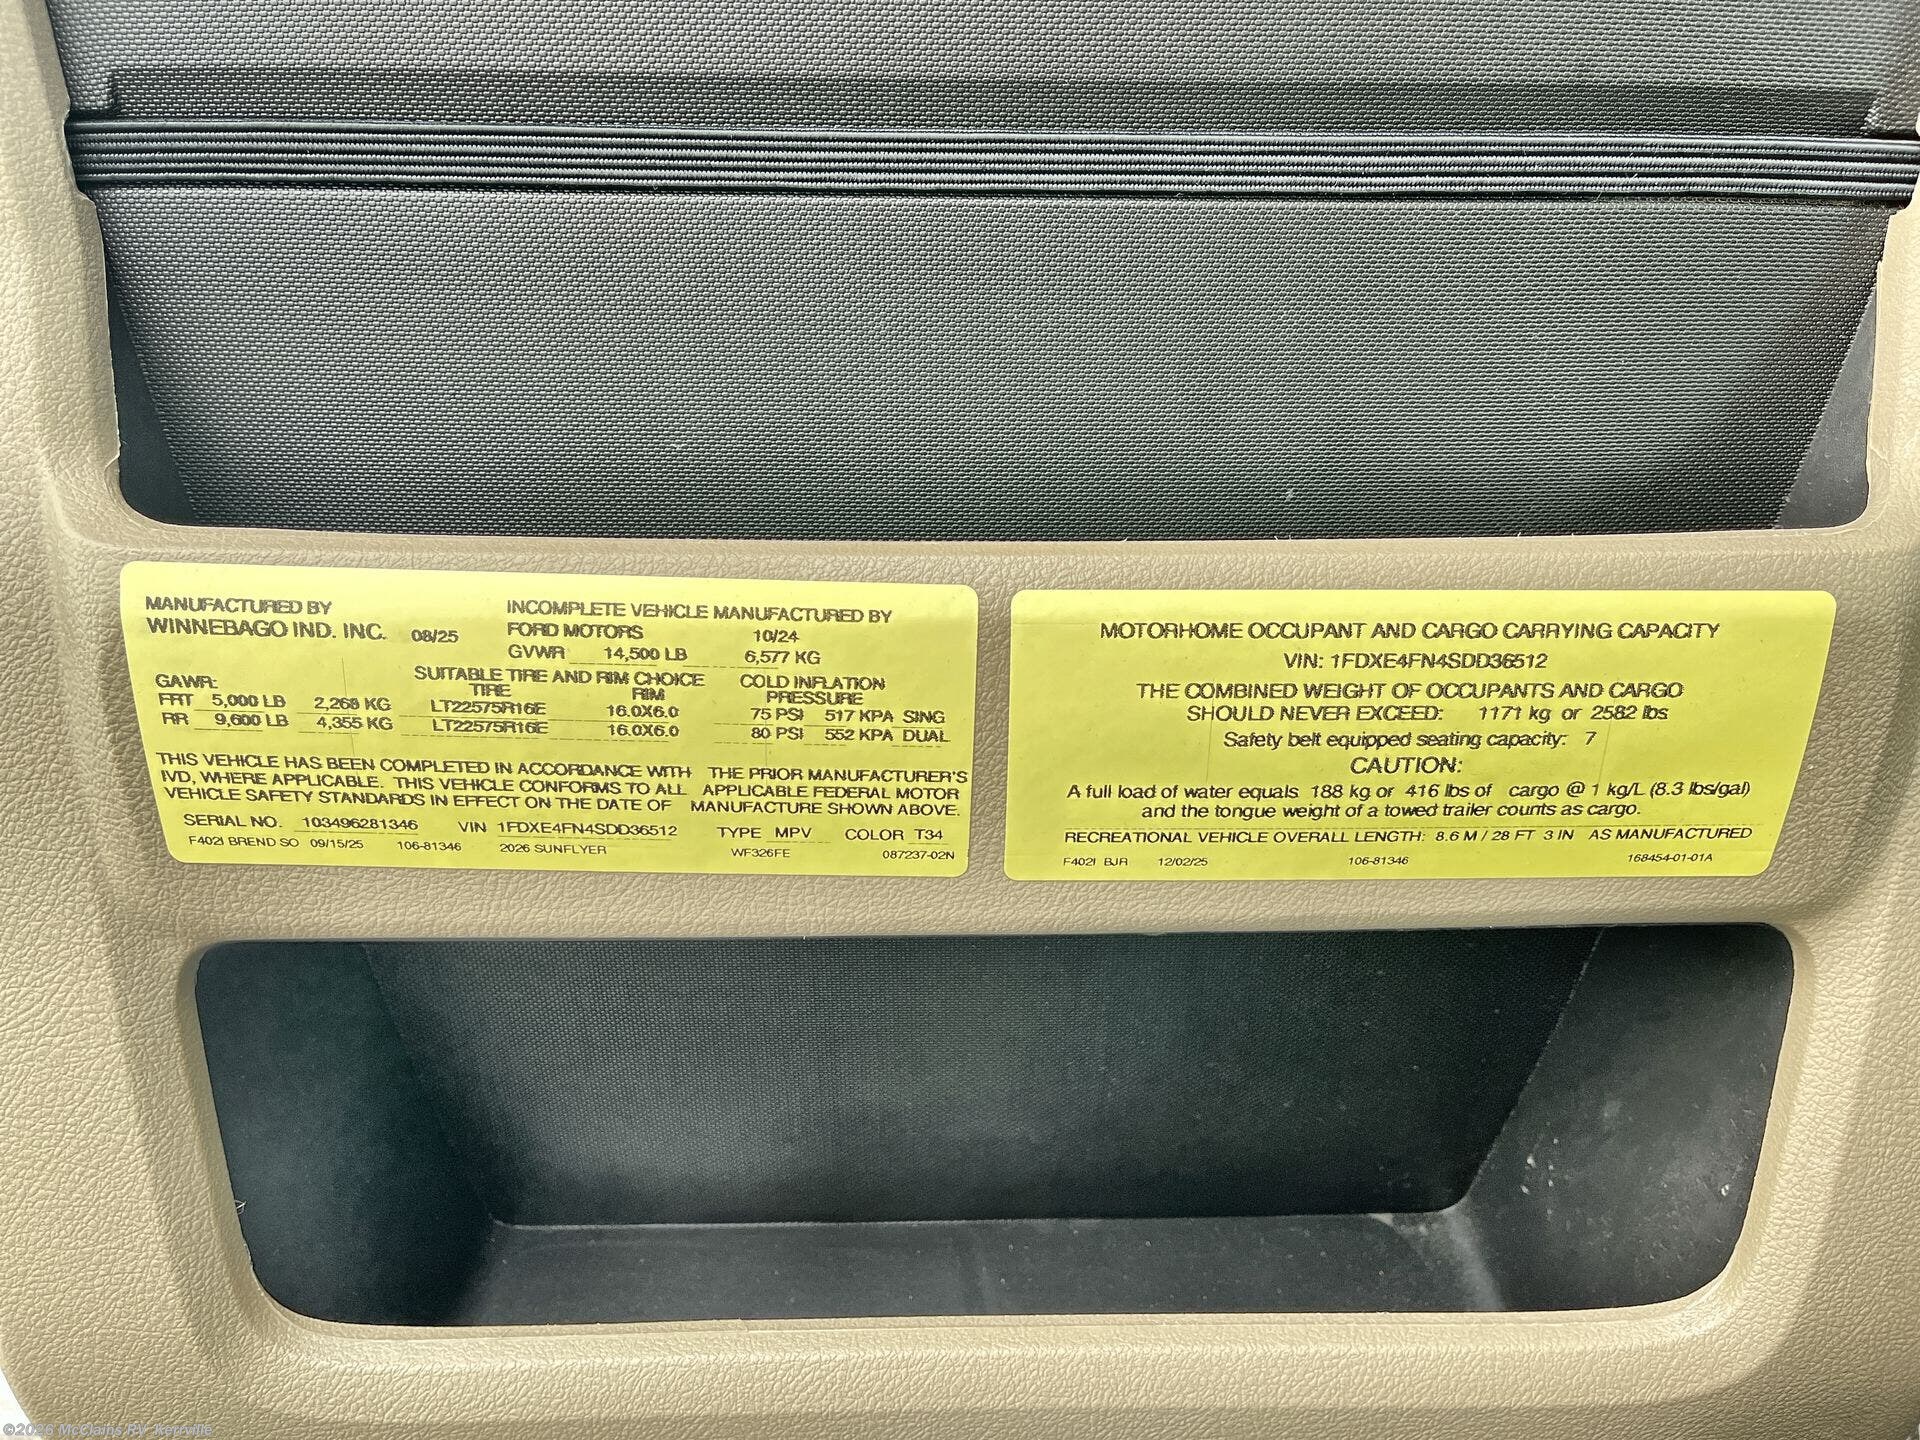 MANUFACTURED BY
WINNEBAGO IND. INC. 08/25
INCOMPLETE VEHICLE MANUFACTURED BY
FORD MOTORS 10/24
GVWR 14,500 LB 6,577 KG
GAWR: SUITABLE TIRE AND RIM CHOICE COLD INFLATION
TIRE RIM PRESSURE
FRT 5,000 LB 2,268 KG LT22575R16E 16.0X6.0 75 PSI 517 KPA SING
RR 9,600 LB 4,355 KG LT22575R16E 16.0X6.0 80 PSI 552 KPA DUAL
THIS VEHICLE HAS BEEN COMPLETED IN ACCORDANCE WITH THE PRIOR MANUFACTURER'S
IVD, WHERE APPLICABLE. THIS VEHICLE CONFORMS TO ALL APPLICABLE FEDERAL MOTOR
VEHICLE SAFETY STANDARDS IN EFFECT ON THE DATE OF MANUFACTURE SHOWN ABOVE.
SERIAL NO. 103496281346 VIN 1FDXE4FN4SDD36512 TYPE MPV COLOR T34
F402I BREND SO 09/15/25 106-81346 2026 SUNFLYER WF326FE 087237-02N
MOTORHOME OCCUPANT AND CARGO CARRYING CAPACITY
VIN: 1FDXE4FN4SDD36512
THE COMBINED WEIGHT OF OCCUPANTS AND CARGO
SHOULD NEVER EXCEED: 1171 kg or 2582 lbs
Safety belt equipped seating capacity: 7
CAUTION:
A full load of water equals 188 kg or 416 lbs of cargo @ 1 kg/L (8.3 lbs/gal)
and the tongue weight of a towed trailer counts as cargo.
RECREATIONAL VEHICLE OVERALL LENGTH: 8.6 M / 28 FT 3 IN AS MANUFACTURED
F402I BJR 12/02/25 106-81346 168454-01-01A
©2026 McClains RV Kerrville